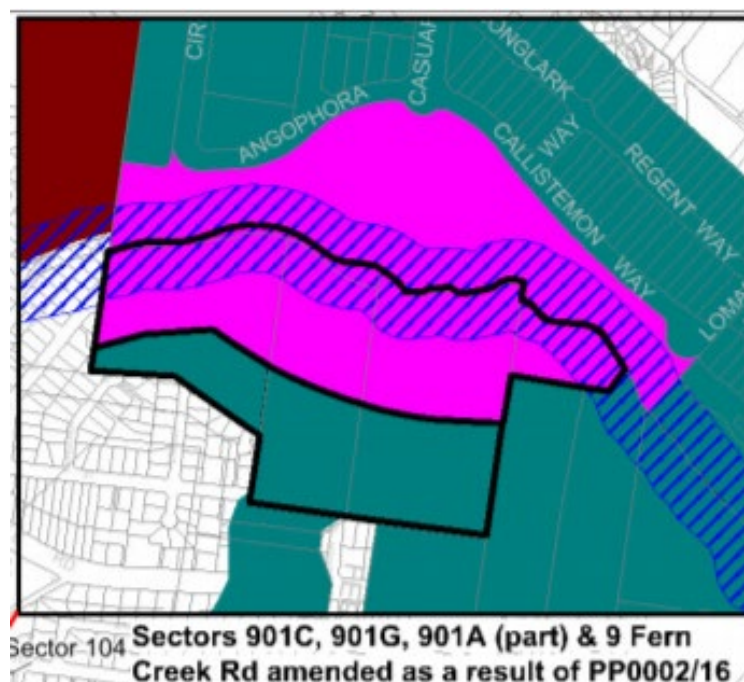 CIR
CASUAR
ONGLARK
ANGOPHORA
WAY
REGENT WAY
CALLISTEMON WAY
LOMA
Sector 104
Sectors 901C, 901G, 901A (part) & 9 Fern
Creek Rd amended as a result of PP0002/16